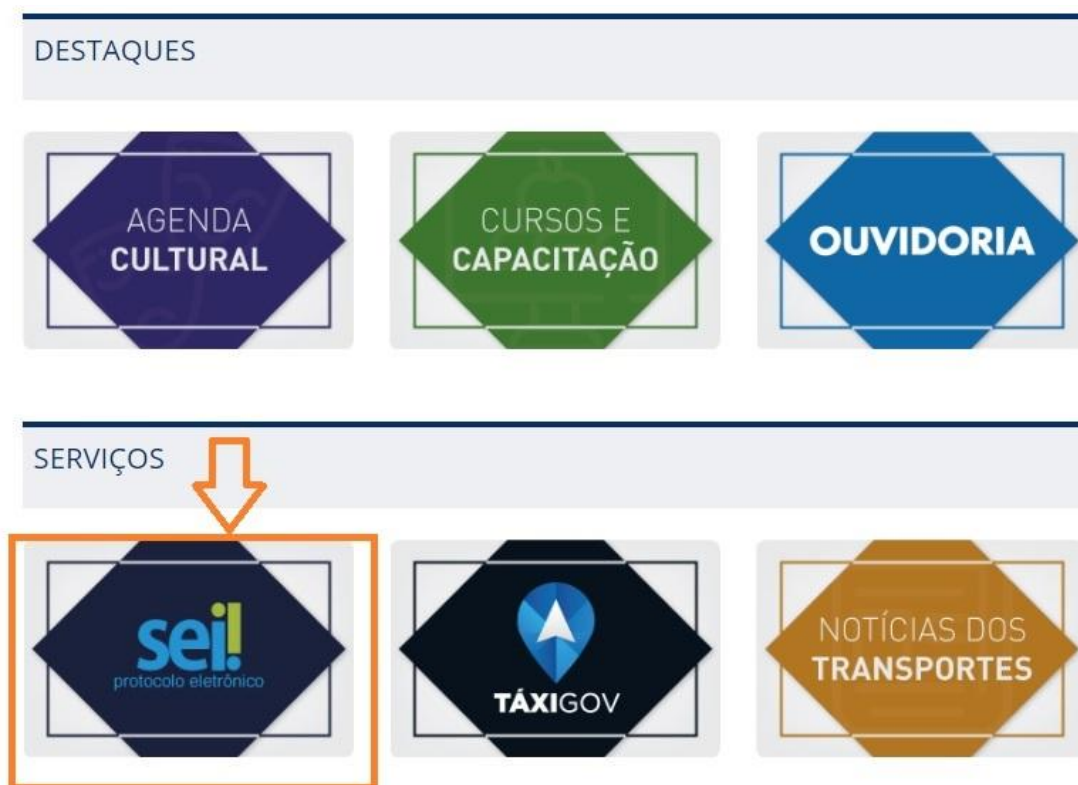 DESTAQUES
AGENDA
CULTURAL
CURSOS E
CAPACITAÇÃO
OUVIDORIA
SERVIÇOS
sei!
protocolo eletrônico
TÁXIGOV
NOTÍCIAS DOS
TRANSPORTES